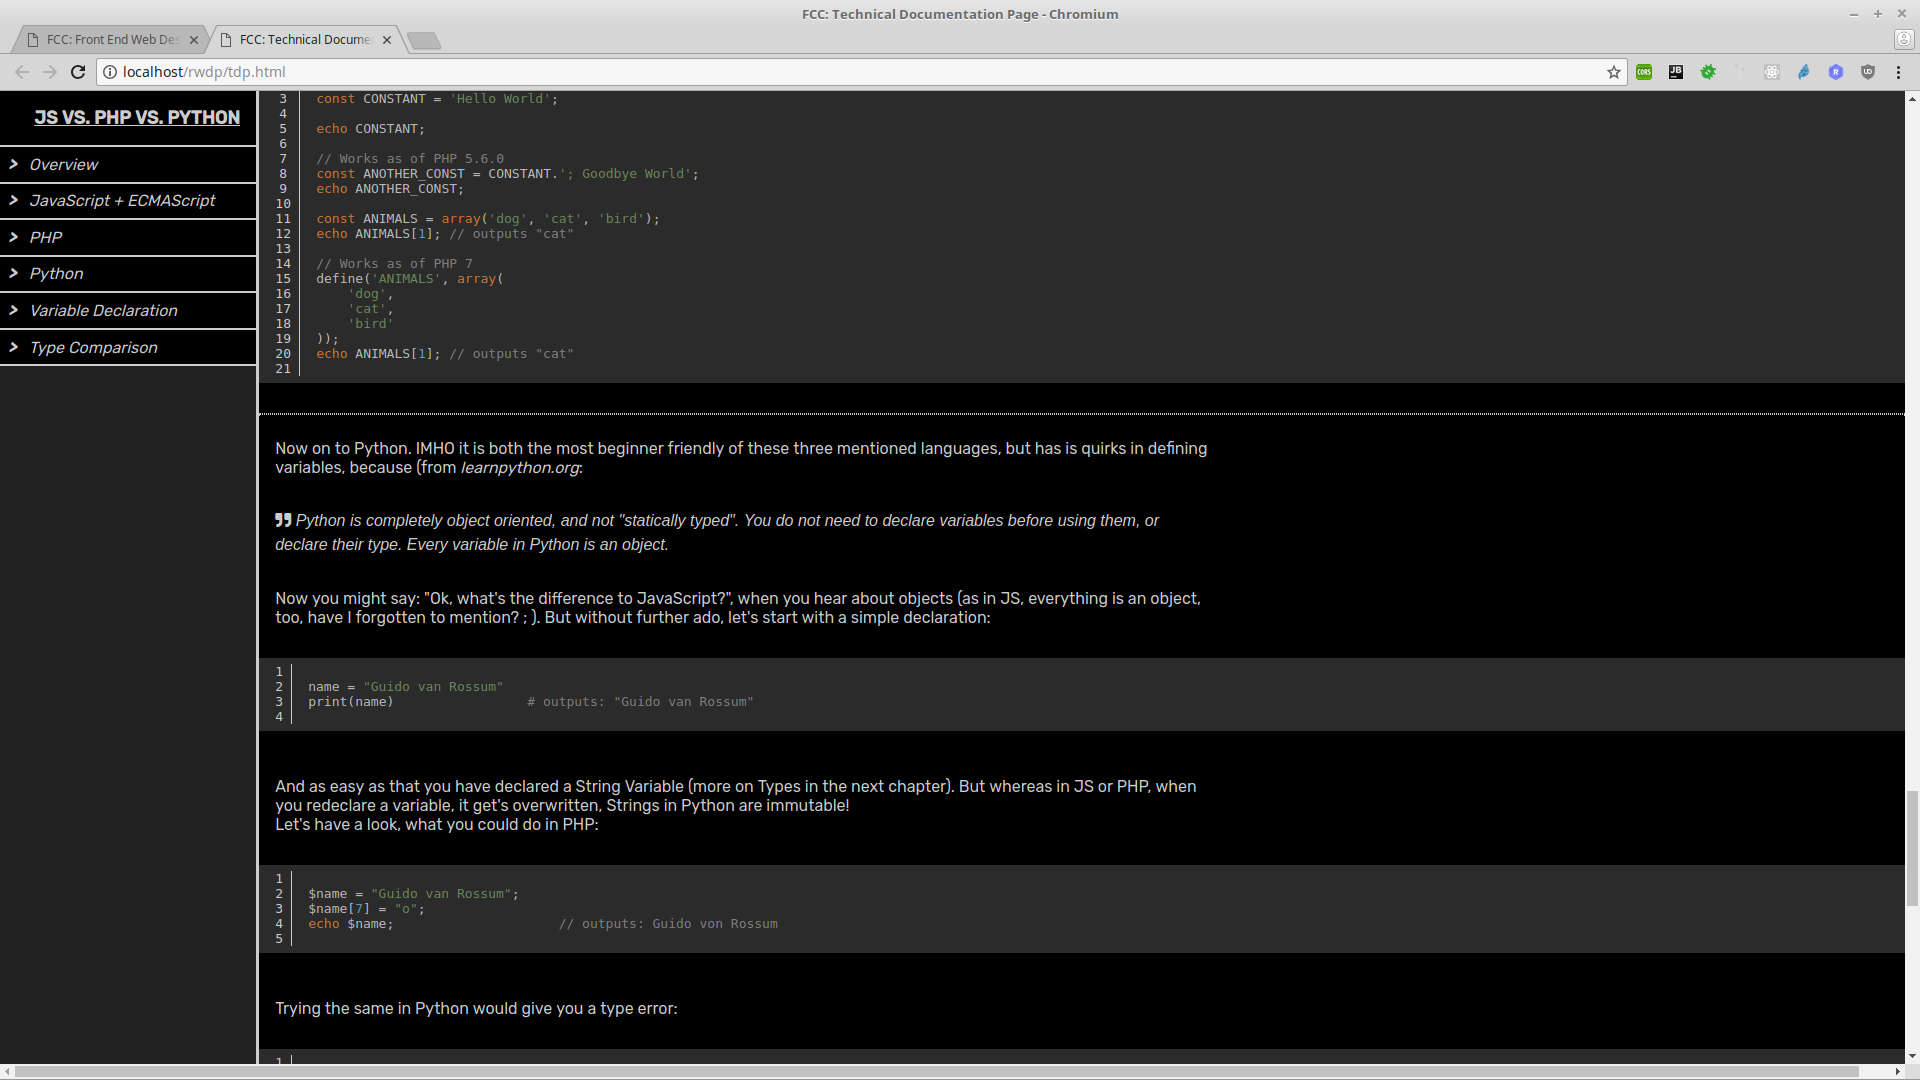 FCC: Technical Documentation Page - Chromium
FCC: Front End Web Des
FCC: Technical Docume
localhost/rwdp/tdp.html
CORS
JB
R
UD
JS VS. PHP VS. PYTHON
> Overview
> JavaScript + ECMAScript
> PHP
> Python
> Variable Declaration
> Type Comparison
3 const CONSTANT = 'Hello World';
4
5 echo CONSTANT;
6
7 // Works as of PHP 5.6.0
8 const ANOTHER_CONST = CONSTANT.'; Goodbye World';
9 echo ANOTHER_CONST;
10
11 const ANIMALS = array('dog', 'cat', 'bird');
12 echo ANIMALS[1]; // outputs "cat"
13
14 // Works as of PHP 7
15 define('ANIMALS', array(
16 'dog',
17 'cat',
18 'bird'
19 ));
20 echo ANIMALS[1]; // outputs "cat"
21
Now on to Python. IMHO it is both the most beginner friendly of these three mentioned languages, but has is quirks in defining
variables, because (from learnpython.org:
Python is completely object oriented, and not "statically typed". You do not need to declare variables before using them, or
declare their type. Every variable in Python is an object.
Now you might say: "Ok, what's the difference to JavaScript?", when you hear about objects (as in JS, everything is an object,
too, have I forgotten to mention? ; ). But without further ado, let's start with a simple declaration:
1
2 name = "Guido van Rossum"
3 print(name) # outputs: "Guido van Rossum"
4
And as easy as that you have declared a String Variable (more on Types in the next chapter). But whereas in JS or PHP, when
you redeclare a variable, it get's overwritten, Strings in Python are immutable!
Let's have a look, what you could do in PHP:
1
2 $name = "Guido van Rossum";
3 $name[7] = "o";
4 echo $name; // outputs: Guido von Rossum
5
Trying the same in Python would give you a type error:
1